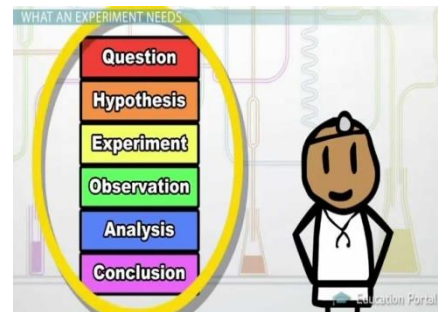 WHAT AN EXPERIMENT NEEDS
Question
Hypothesis
Experiment
Observation
Analysis
Conclusion
Education Portal